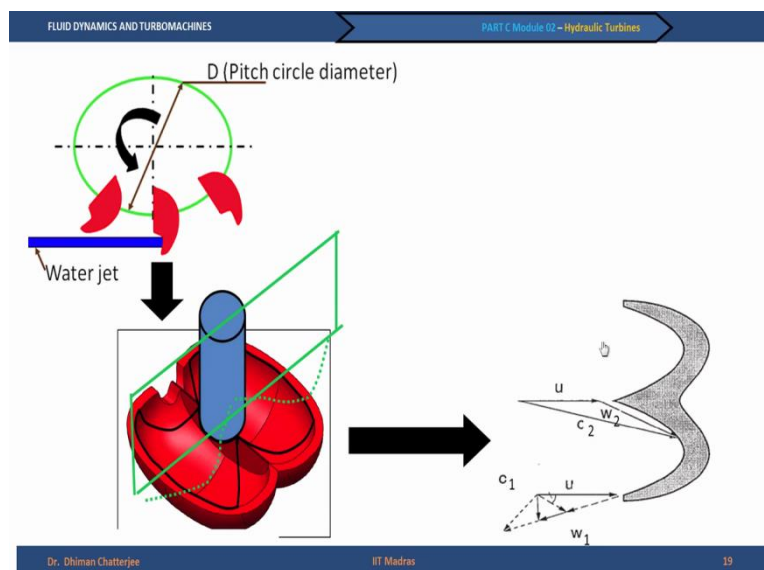 FLUID DYNAMICS AND TURBOMACHINES
PART C Module 02 – Hydraulic Turbines
D (Pitch circle diameter)
Water jet
u
w2
c2
c1
u
w1
Dr. Dhiman Chatterjee
IIT Madras
19